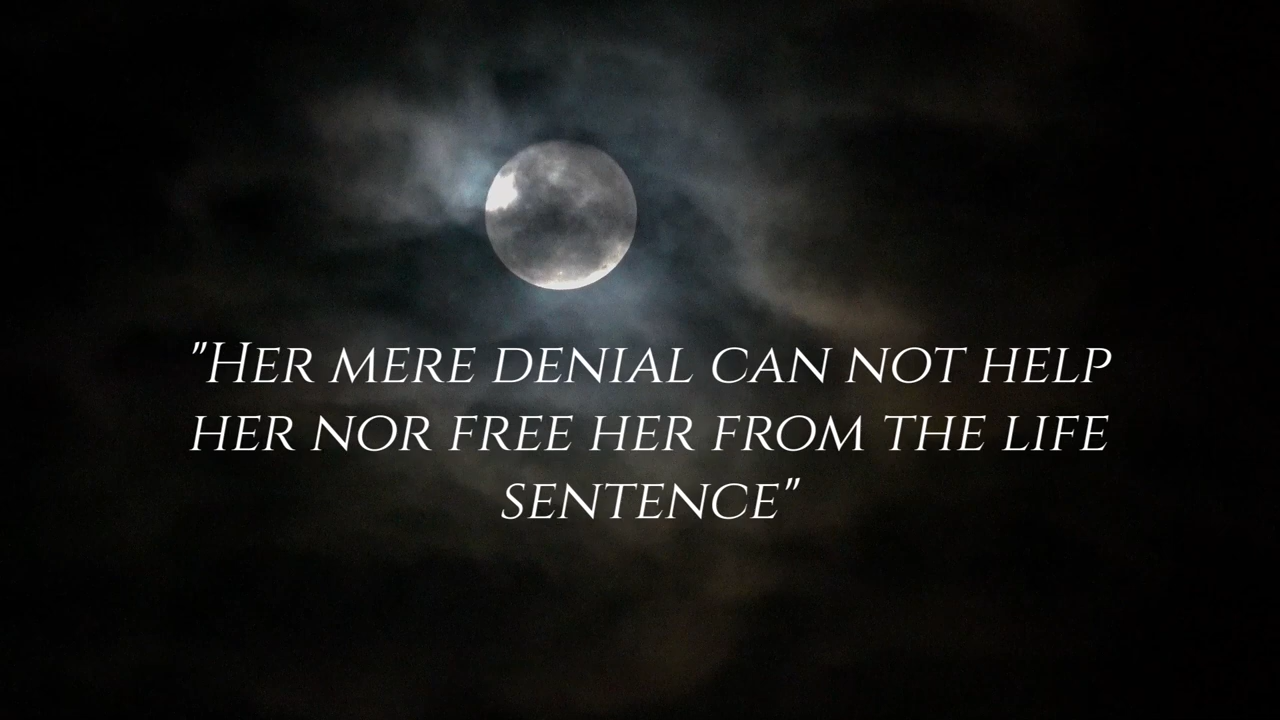 "Her mere denial can not help
her nor free her from the life
sentence"